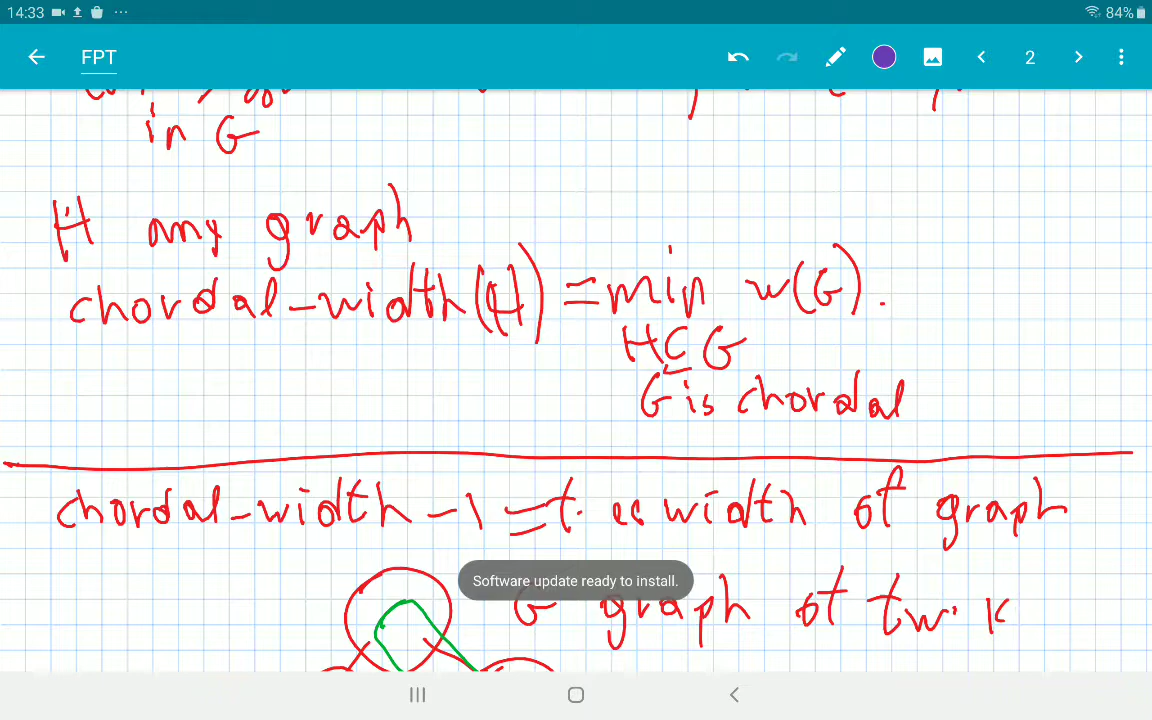 14:33 84%
FPT 2
in G
H any graph
chordal-width(H) = min w(G).
H ⊆ G
G is chordal
chordal-width - 1 = t. width of graph
Software update ready to install.
G graph of tw. K